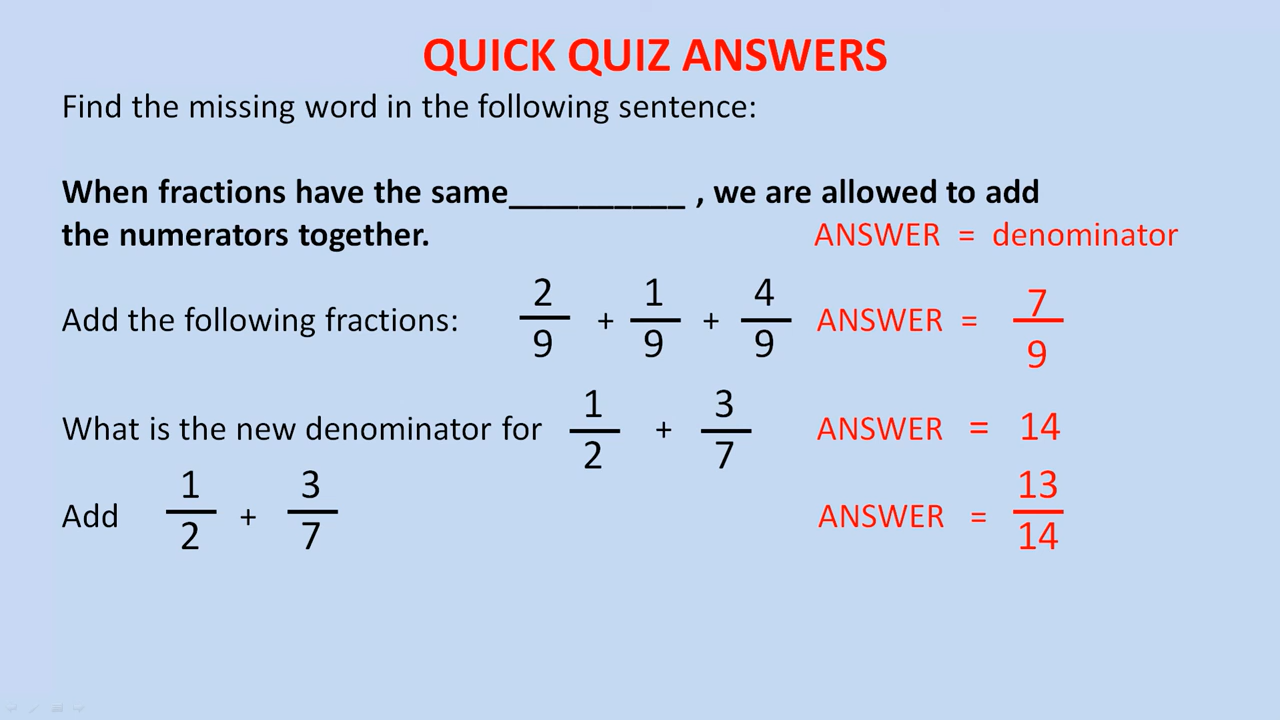 QUICK QUIZ ANSWERS
Find the missing word in the following sentence:
When fractions have the same__________ , we are allowed to add
the numerators together. ANSWER = denominator
Add the following fractions: 2/9 + 1/9 + 4/9 ANSWER = 7/9
What is the new denominator for 1/2 + 3/7 ANSWER = 14
Add 1/2 + 3/7 ANSWER = 13/14